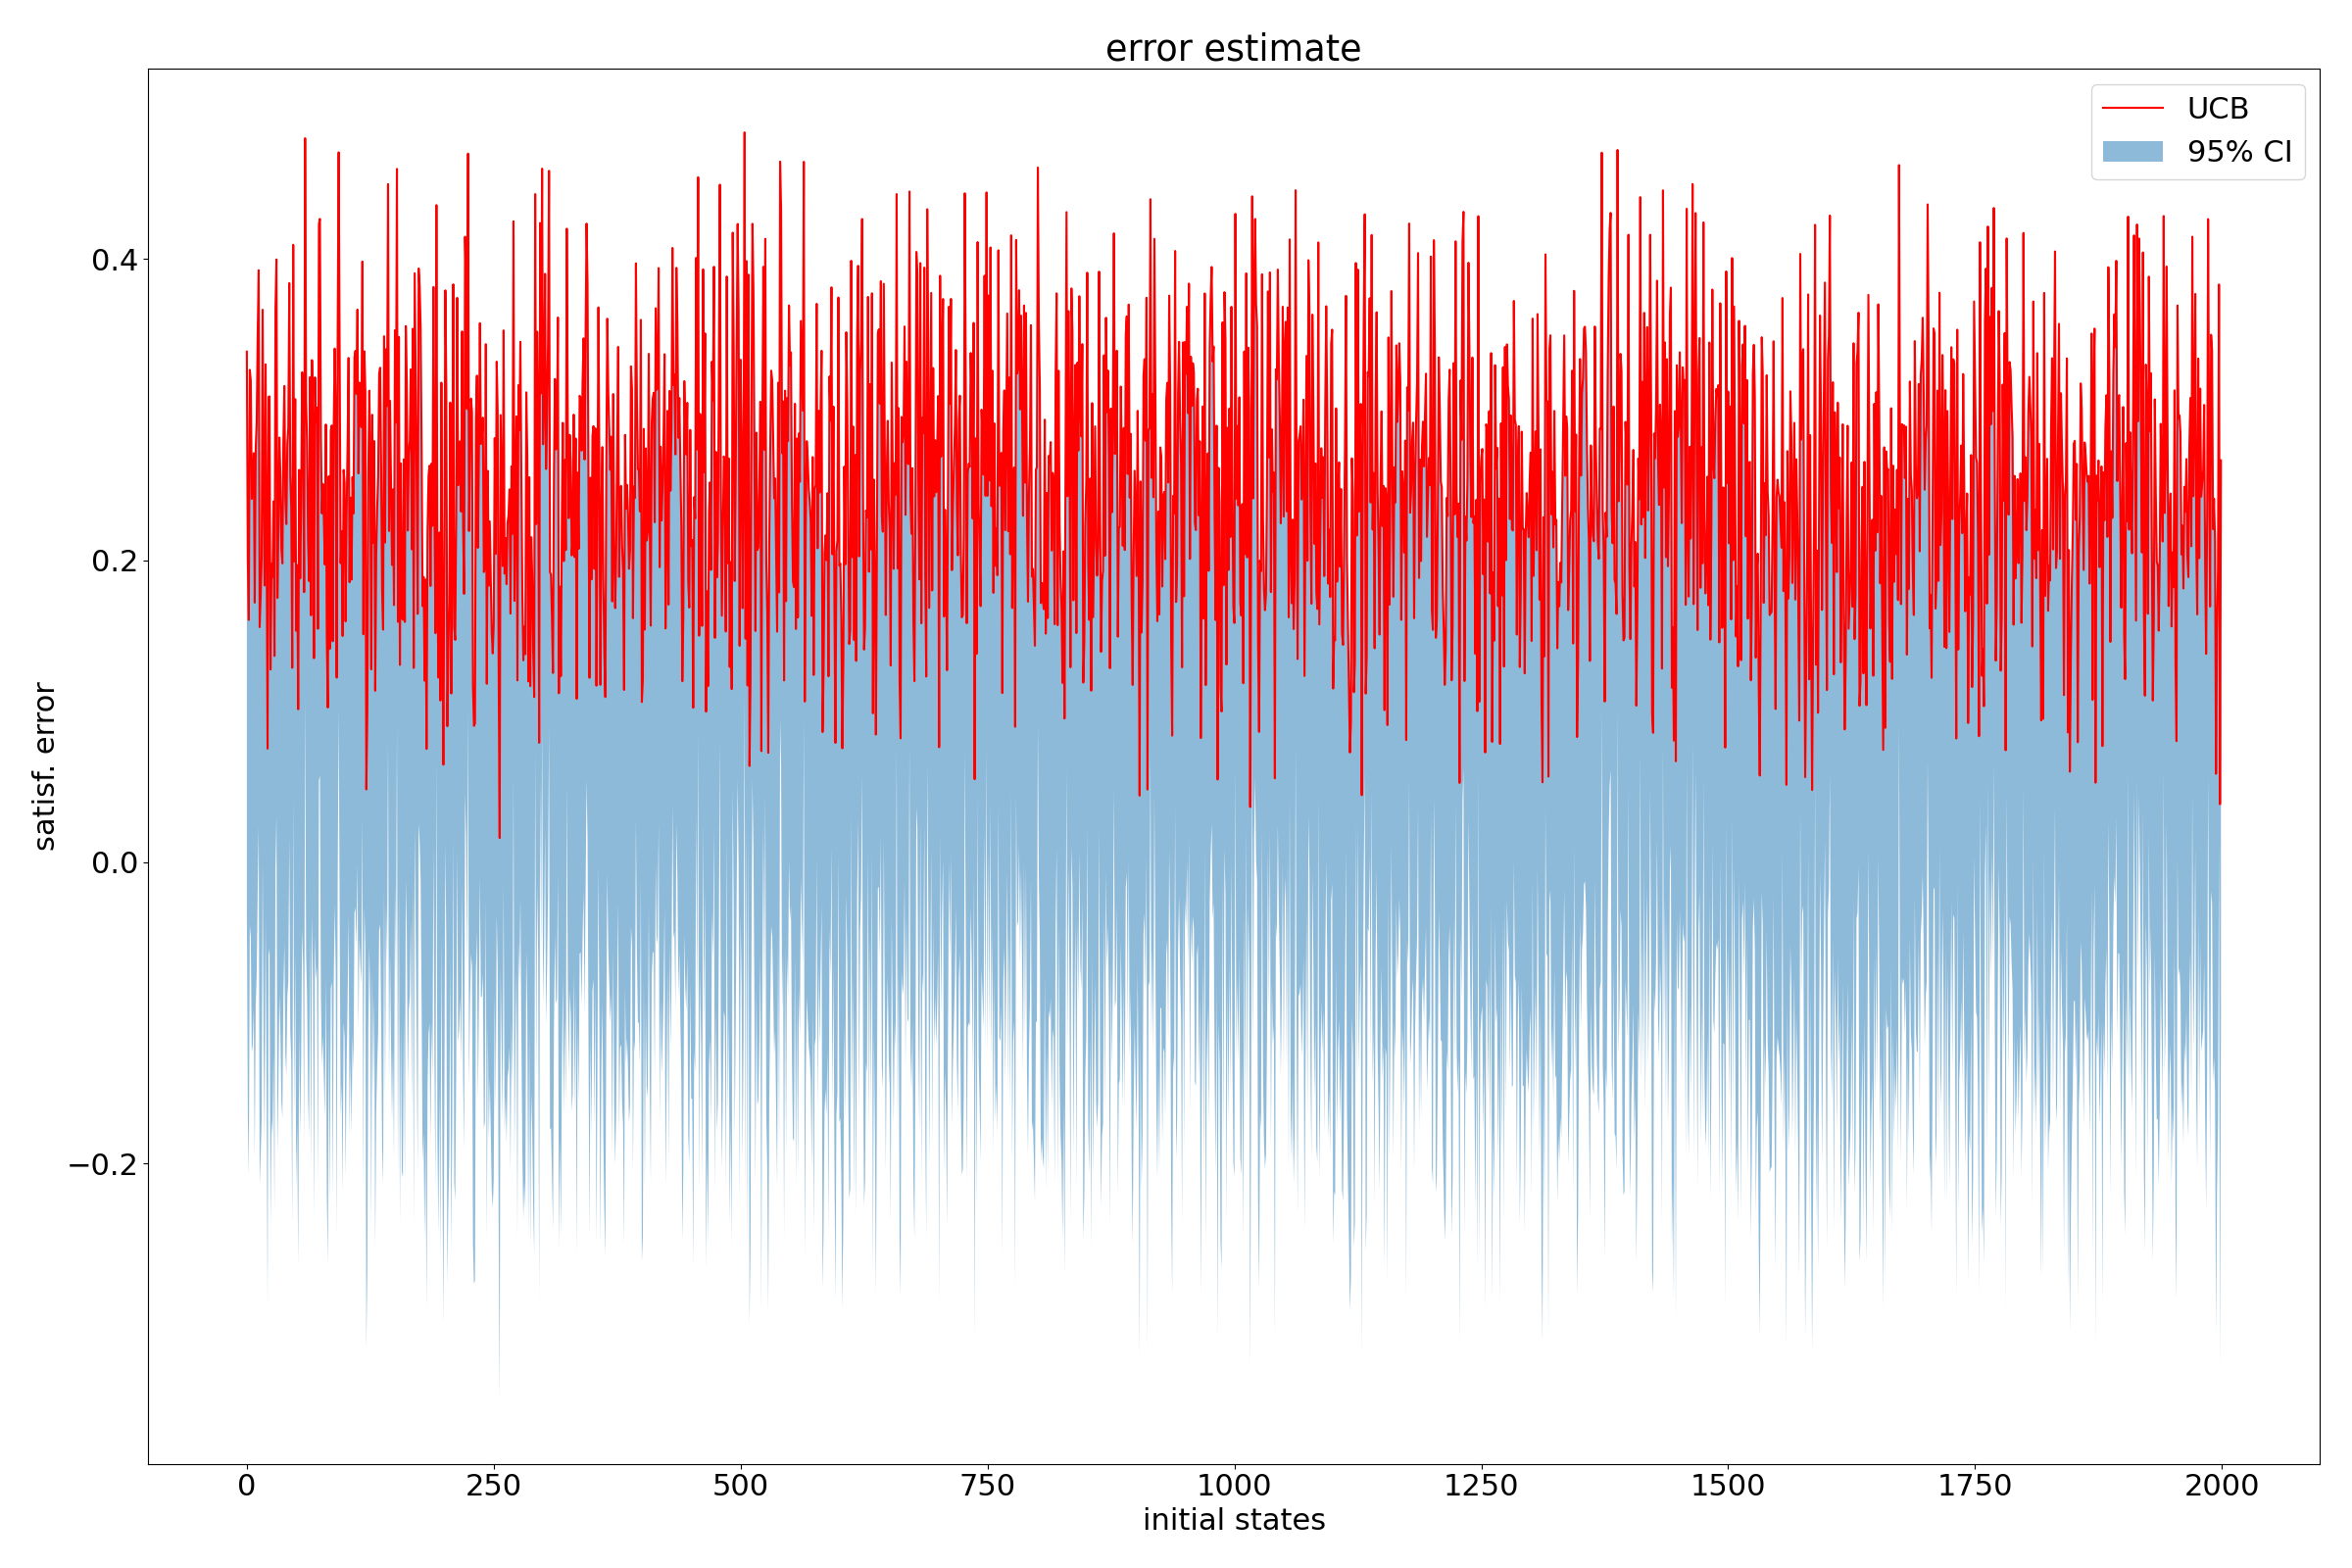 error estimate
UCB
95% CI
0.4
0.2
0.0
−0.2
satisf. error
0 250 500 750 1000 1250 1500 1750 2000
initial states